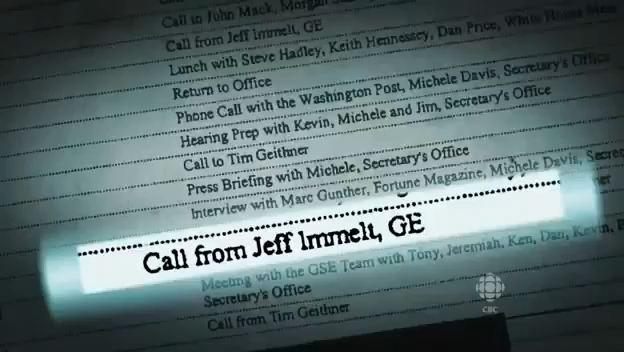 Call to John Mack, Morgan
Call from Jeff Immelt, GE
Lunch with Steve Hadley, Keith Hennessey, Dan Price, White House Mess
Return to Office
Phone Call with the Washington Post, Michele Davis, Secretary's Office
Hearing Prep with Kevin, Michele and Jim, Secretary's Office
Call to Tim Geithner
Press Briefing with Michele, Secretary's Office
Interview with Marc Gunther, Fortune Magazine, Michele Davis,
Call from Jeff Immelt, GE
Meeting with the GSE Team with Tony, Jeremiah, Ken, Dan, Kevin,
Secretary's Office
Call from Tim Geithner
CBC